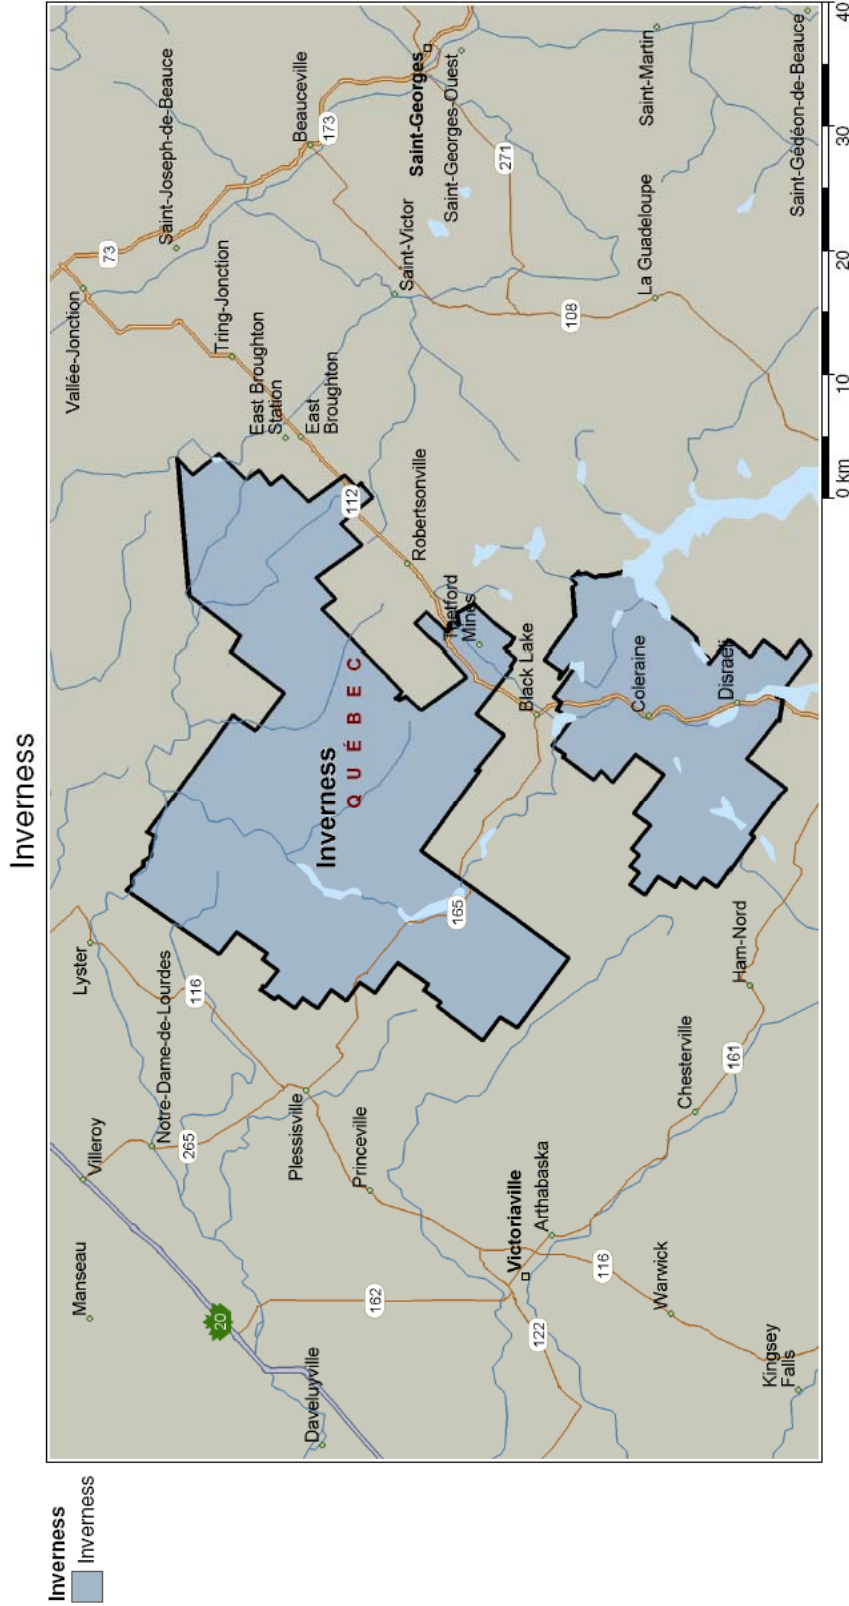 Inverness
Inverness
Inverness
Vallée-Jonction
73
Saint-Joseph-de-Beauce
Tring-Jonction
Beauceville
173
East Broughton
Station
East
Broughton
Saint-Victor
Saint-Georges
Saint-Georges-Ouest
271
108
Saint-Martin
La Guadeloupe
Saint-Gédéon-de-Beauce
112
Robertsonville
Thetford
Mines
Black Lake
Coleraine
Disraeli
Inverness
QUÉBEC
165
Lyster
116
Notre-Dame-de-Lourdes
265
Villeroy
Manseau
20
Daveluyville
Plessisville
Princeville
162
Victoriaville
Arthabaska
122
116
Warwick
Kingsey
Falls
Chesterville
161
Ham-Nord
0 km
10
20
30
40